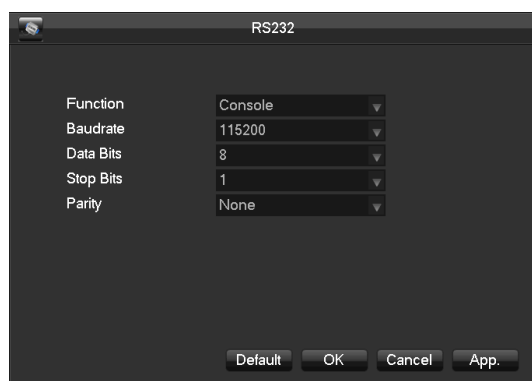 RS232
Function Console
Baudrate 115200
Data Bits 8
Stop Bits 1
Parity None
Default OK Cancel App.